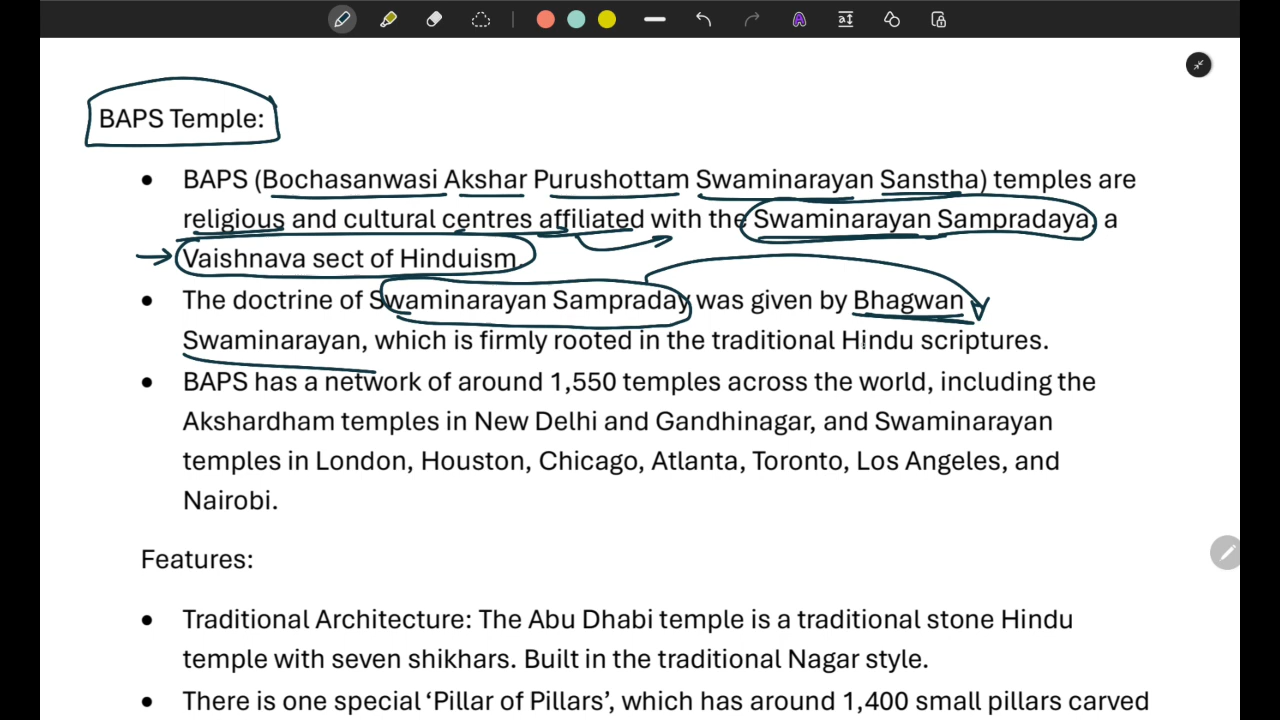 BAPS Temple:
• BAPS (Bochasanwasi Akshar Purushottam Swaminarayan Sanstha) temples are
religious and cultural centres affiliated with the Swaminarayan Sampradaya, a
Vaishnava sect of Hinduism.
• The doctrine of Swaminarayan Sampraday was given by Bhagwan
Swaminarayan, which is firmly rooted in the traditional Hindu scriptures.
• BAPS has a network of around 1,550 temples across the world, including the
Akshardham temples in New Delhi and Gandhinagar, and Swaminarayan
temples in London, Houston, Chicago, Atlanta, Toronto, Los Angeles, and
Nairobi.
Features:
• Traditional Architecture: The Abu Dhabi temple is a traditional stone Hindu
temple with seven shikhars. Built in the traditional Nagar style.
• There is one special ‘Pillar of Pillars’, which has around 1,400 small pillars carved